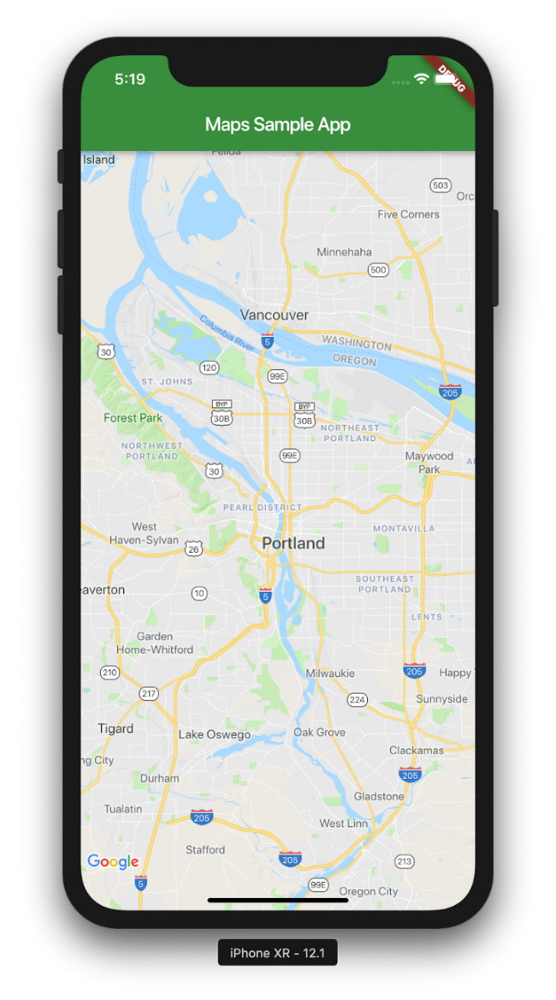 5:19
DEBUG
Maps Sample App
Felida
Island
503
Orc
Five Corners
Minnehaha
500
Vancouver
Columbia River
5
WASHINGTON
OREGON
30
120
99E
205
ST. JOHNS
BYP
30B
BYP
30B
Forest Park
NORTHEAST
PORTLAND
NORTHWEST
PORTLAND
99E
Maywood
Park
30
PEARL DISTRICT
West
Haven-Sylvan
26
Portland
MONTAVILLA
eaverton
10
5
SOUTHEAST
PORTLAND
LENTS
Garden
Home-Whitford
210
217
Milwaukie
205
Happy
224
Sunnyside
Tigard
Lake Oswego
Oak Grove
ng City
Clackamas
Durham
205
Gladstone
Tualatin
205
West Linn
Stafford
Google
205
213
5
99E
Oregon City
iPhone XR - 12.1